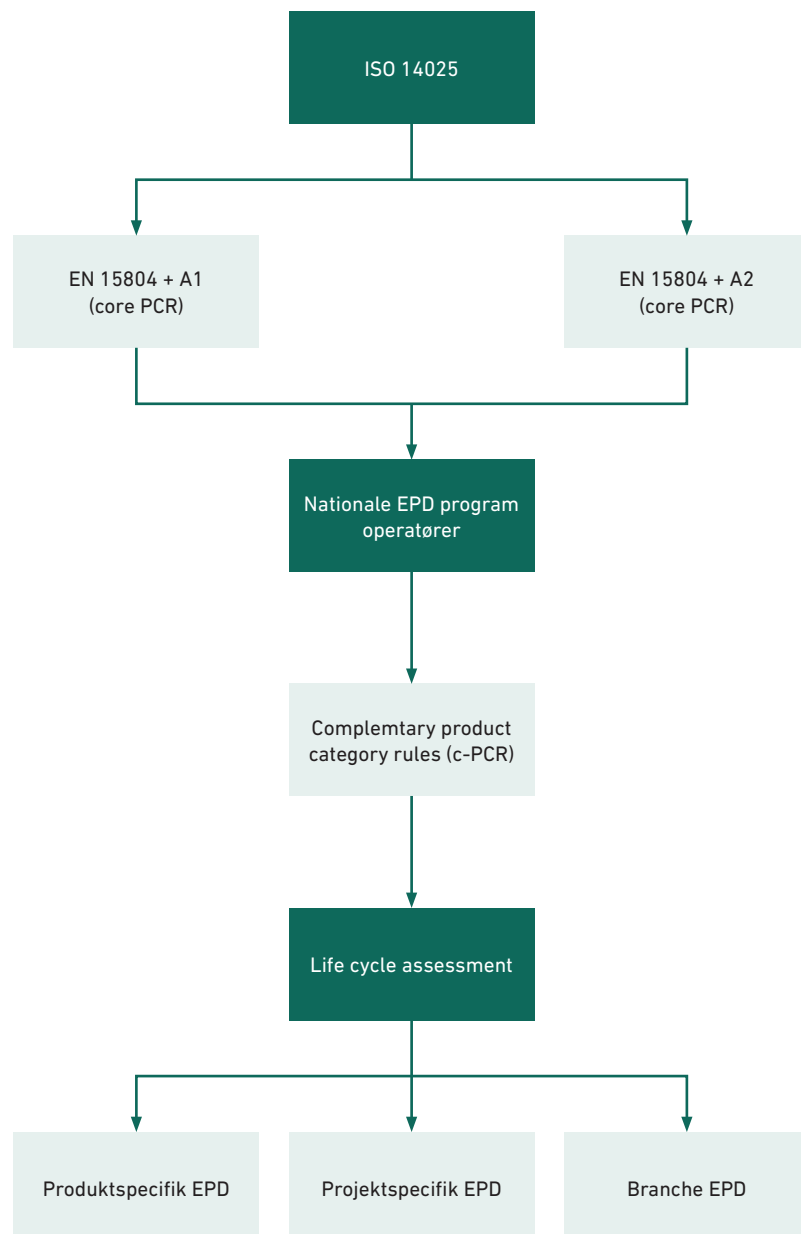 ISO 14025
EN 15804 + A1
(core PCR)
EN 15804 + A2
(core PCR)
Nationale EPD program
operatører
Complemtary product
category rules (c-PCR)
Life cycle assessment
Produktspecifik EPD
Projektspecifik EPD
Branche EPD